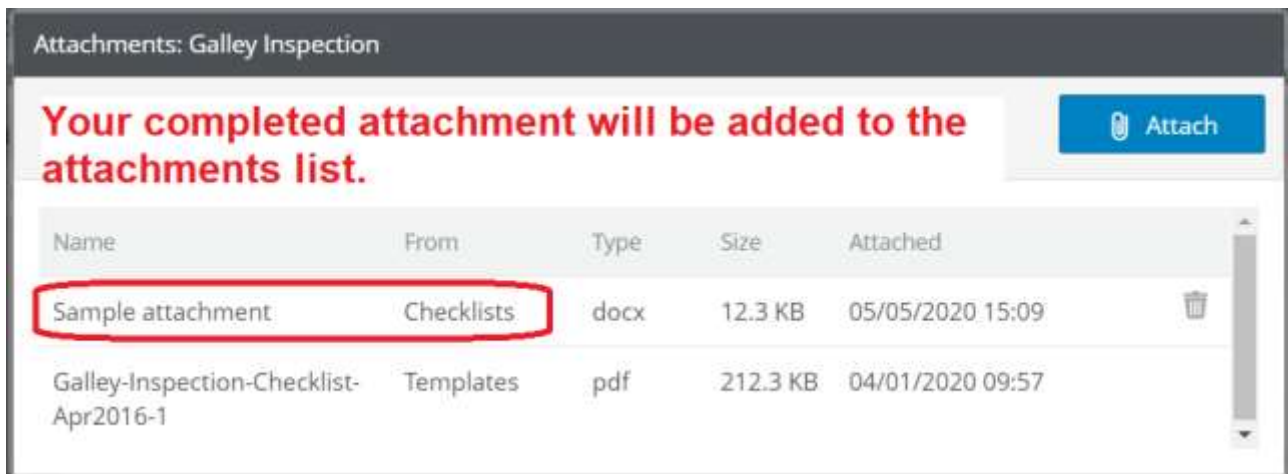 Attachments: Galley Inspection
Your completed attachment will be added to the
attachments list.
Attach
Name From Type Size Attached
Sample attachment Checklists docx 12.3 KB 05/05/2020 15:09
Galley-Inspection-Checklist- Templates pdf 212.3 KB 04/01/2020 09:57
Apr2016-1